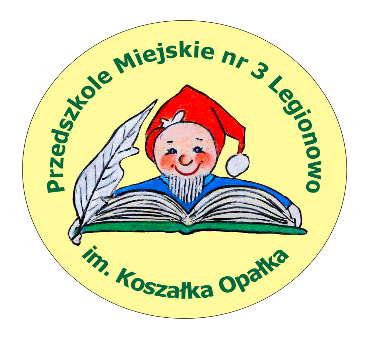 Przedszkole Miejskie nr 3 Legionowo
im. Koszałka Opałka